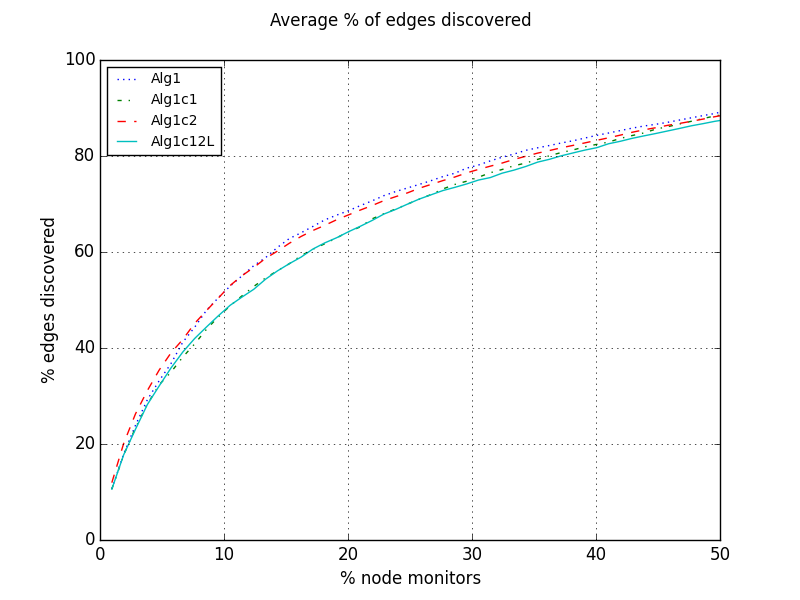 Average % of edges discovered
100
80
60
40
20
0
% edges discovered
Alg1
Alg1c1
Alg1c2
Alg1c12L
0 10 20 30 40 50
% node monitors